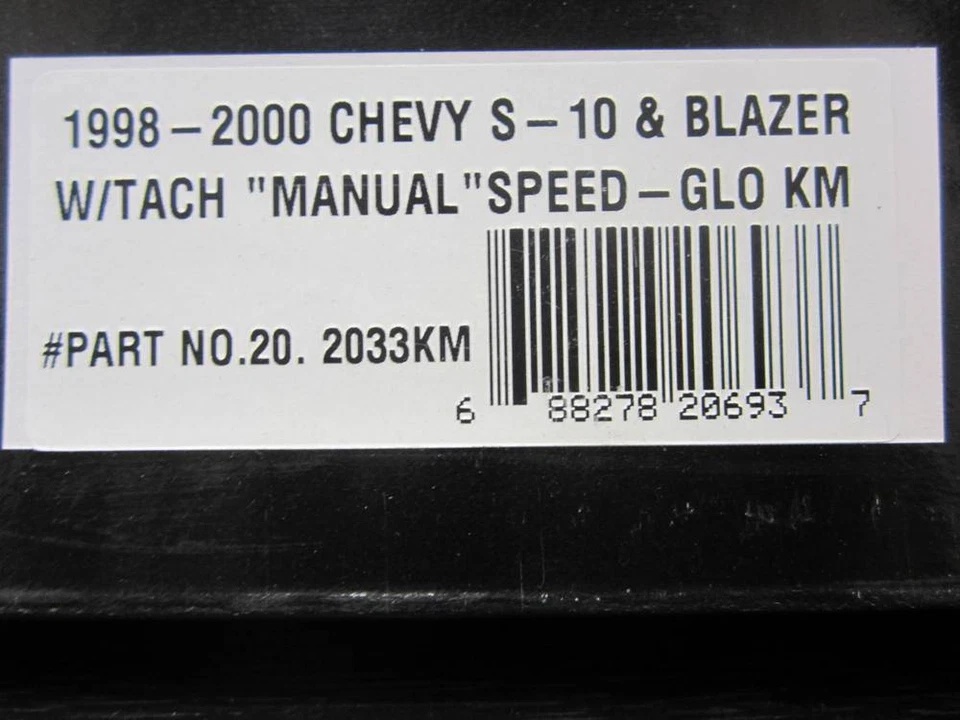 1998 – 2000 CHEVY S – 10 & BLAZER
W/TACH "MANUAL" SPEED – GLO KM
#PART NO.20. 2033KM
6 88278 20693 7